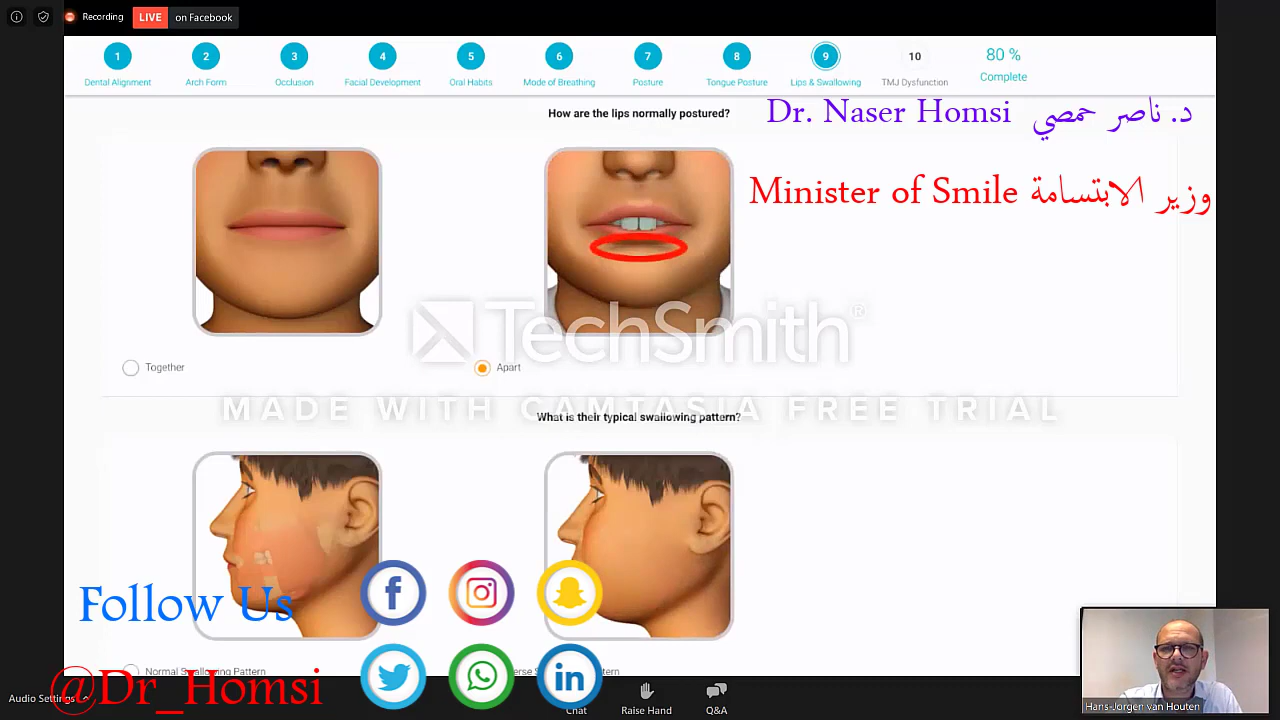 Recording
LIVE
on Facebook
1
2
3
4
5
6
7
8
9
10
80 %
Dental Alignment
Arch Form
Occlusion
Facial Development
Oral Habits
Mode of Breathing
Posture
Tongue Posture
Lips & Swallowing
TMJ Dysfunction
Complete
How are the lips normally postured?
Dr. Naser Homsi د. ناصر حمصي
Minister of Smile وزير الابتسامة
TechSmith®
Together
Apart
MADE WITH CAMTASIA FREE TRIAL
What is their typical swallowing pattern?
Follow Us
Normal Swallowing Pattern
@Dr_Homsi
Audio Settings
Chat
Raise Hand
Q&A
Hans-Jorgen van Houten